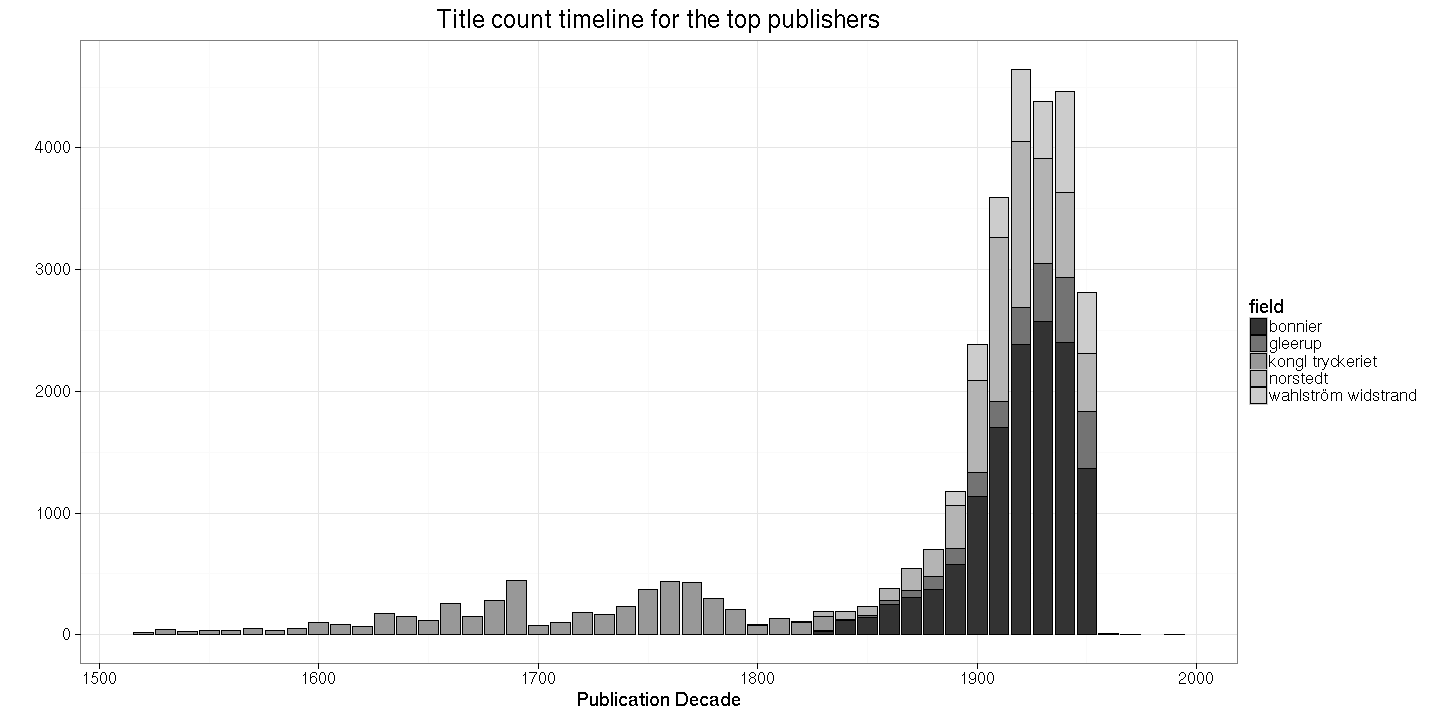 Title count timeline for the top publishers
4000
3000
2000
1000
0
1500 1600 1700 1800 1900 2000
Publication Decade
field
bonnier
gleerup
kongl tryckeriet
norstedt
wahlström widstrand